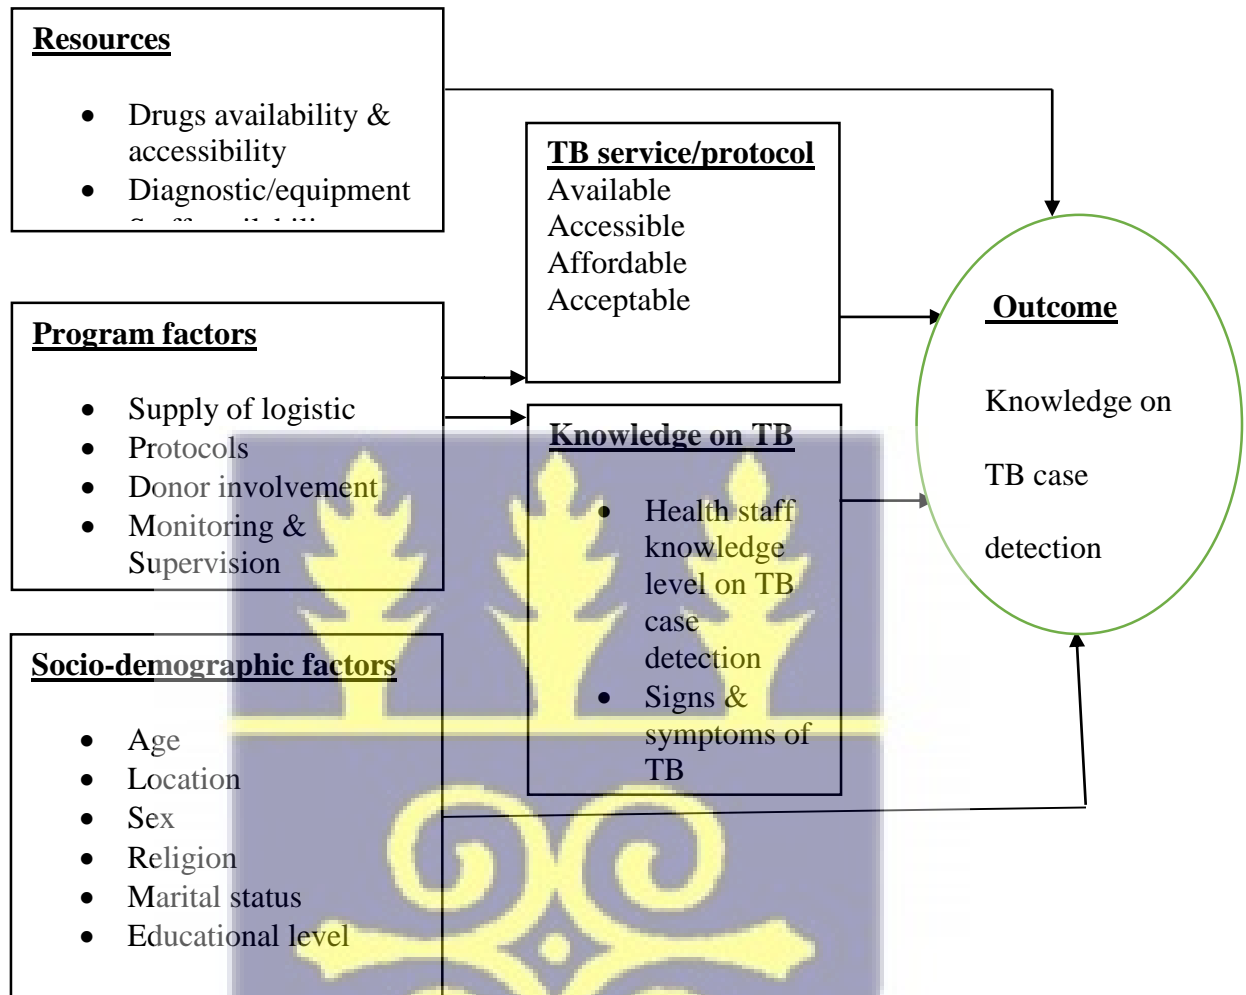 Resources
• Drugs availability &
accessibility
• Diagnostic/equipment
TB service/protocol
Available
Accessible
Affordable
Acceptable
Program factors
• Supply of logistic
• Protocols
• Donor involvement
• Monitoring &
Supervision
Knowledge on TB
• Health staff
knowledge
level on TB
case
detection
• Signs &
symptoms of
TB
Socio-demographic factors
• Age
• Location
• Sex
• Religion
• Marital status
• Educational level
Outcome
Knowledge on
TB case
detection